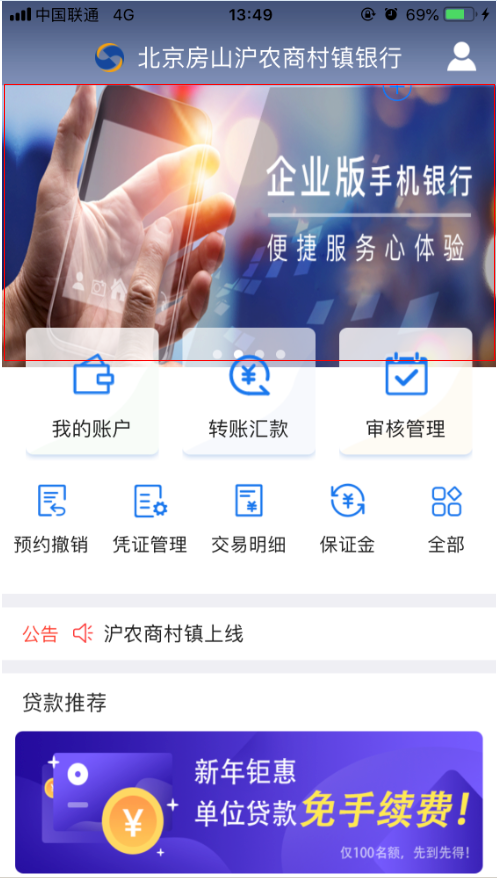 中国联通 4G 13:49 69%
北京房山沪农商村镇银行
企业版手机银行
便捷服务心体验
我的账户 转账汇款 审核管理
预约撤销 凭证管理 交易明细 保证金 全部
公告 沪农商村镇上线
贷款推荐
新年钜惠
单位贷款免手续费！
仅100名额，先到先得！